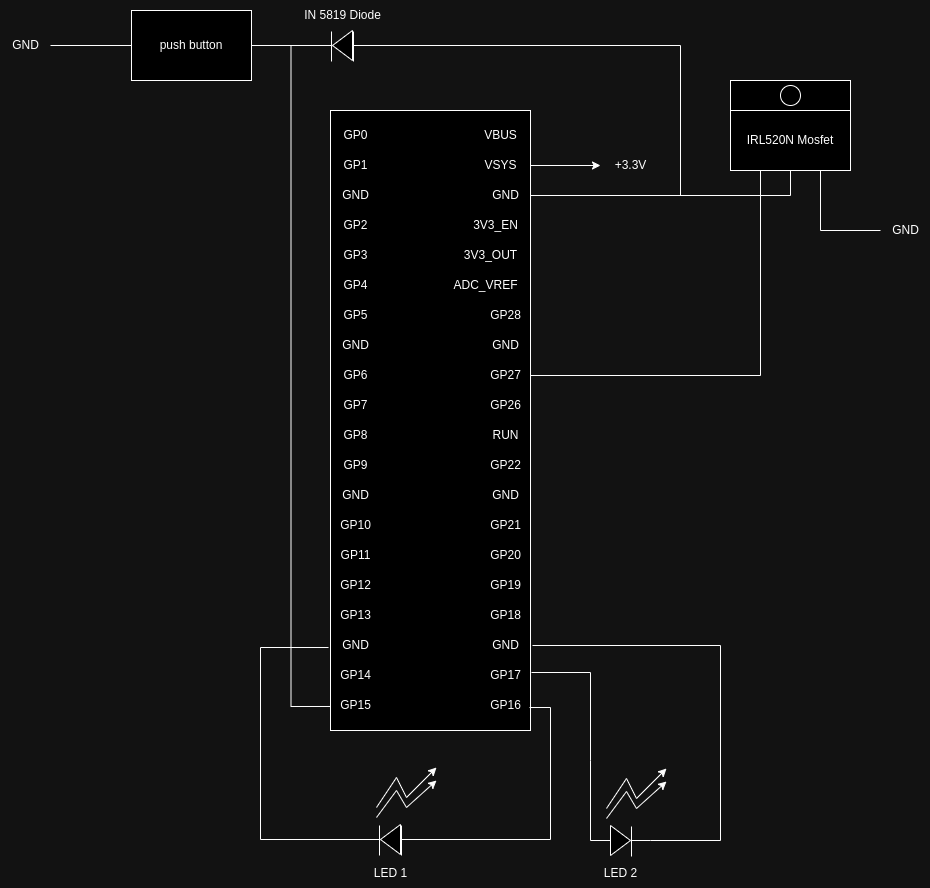 IN 5819 Diode
GND
push button
IRL520N Mosfet
GP0 VBUS
GP1 VSYS +3.3V
GND GND
GP2 3V3_EN
GND
GP3 3V3_OUT
GP4 ADC_VREF
GP5 GP28
GND GND
GP6 GP27
GP7 GP26
GP8 RUN
GP9 GP22
GND GND
GP10 GP21
GP11 GP20
GP12 GP19
GP13 GP18
GND GND
GP14 GP17
GP15 GP16
LED 1
LED 2